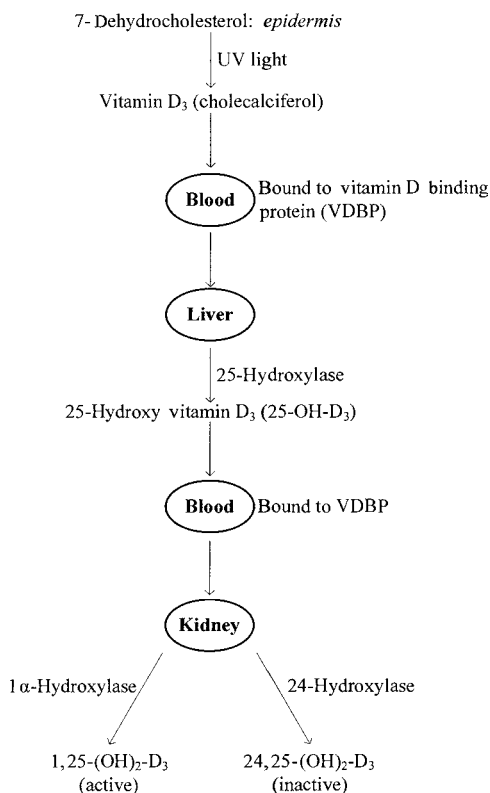 7- Dehydrocholesterol: epidermis
UV light
Vitamin D₃ (cholecalciferol)
Blood
Bound to vitamin D binding
protein (VDBP)
Liver
25-Hydroxylase
25-Hydroxy vitamin D₃ (25-OH-D₃)
Blood
Bound to VDBP
Kidney
1α-Hydroxylase
24-Hydroxylase
1,25-(OH)₂-D₃
(active)
24,25-(OH)₂-D₃
(inactive)